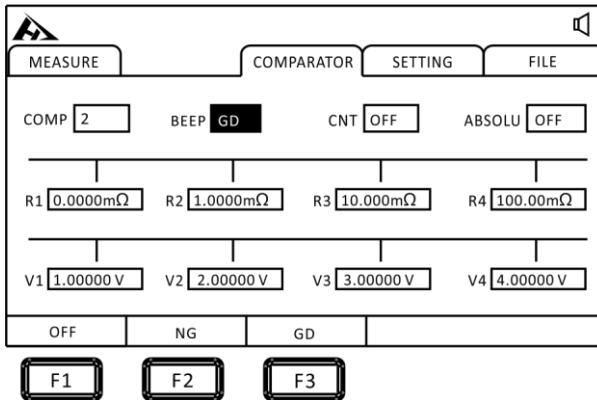 MEASURE COMPARATOR SETTING FILE
COMP 2 BEEP GD CNT OFF ABSOLU OFF
R1 0.0000mΩ R2 1.0000mΩ R3 10.000mΩ R4 100.00mΩ
V1 1.00000 V V2 2.00000 V V3 3.00000 V V4 4.00000 V
OFF NG GD
F1 F2 F3